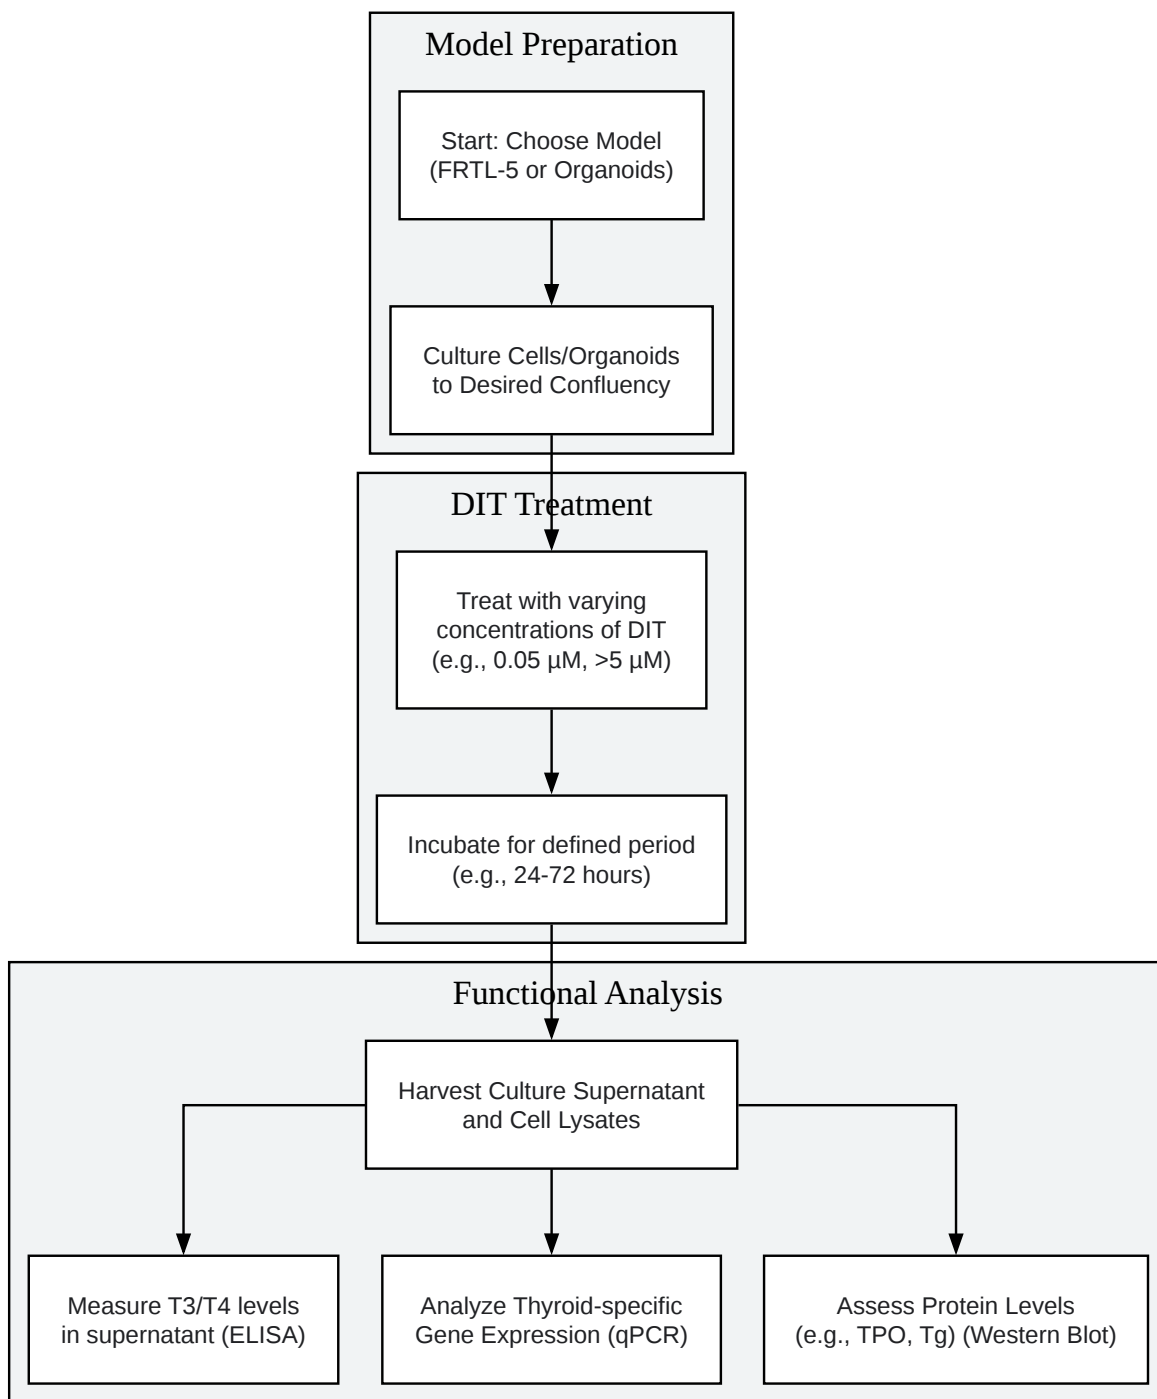 Model Preparation
Start: Choose Model
(FRTL-5 or Organoids)
Culture Cells/Organoids
to Desired Confluency
DIT Treatment
Treat with varying
concentrations of DIT
(e.g., 0.05 µM, >5 µM)
Incubate for defined period
(e.g., 24-72 hours)
Functional Analysis
Harvest Culture Supernatant
and Cell Lysates
Measure T3/T4 levels
in supernatant (ELISA)
Analyze Thyroid-specific
Gene Expression (qPCR)
Assess Protein Levels
(e.g., TPO, Tg) (Western Blot)